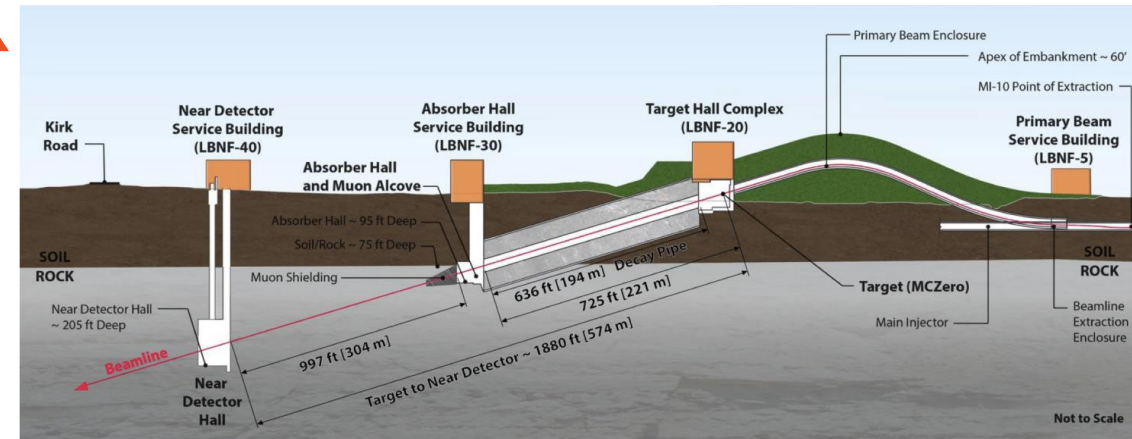 Primary Beam Enclosure
Apex of Embankment ~ 60'
MI-10 Point of Extraction
Kirk
Road
Near Detector
Service Building
(LBNF-40)
Absorber Hall
Service Building
(LBNF-30)
Target Hall Complex
(LBNF-20)
Primary Beam
Service Building
(LBNF-5)
Absorber Hall
and Muon Alcove
Absorber Hall ~ 95 ft Deep
Soil/Rock ~ 75 ft Deep
SOIL
ROCK
Muon Shielding
SOIL
ROCK
636 ft [194 m] Decay Pipe
725 ft [221 m]
Target (MCZero)
Near Detector Hall
~ 205 ft Deep
Main Injector
Beamline
Extraction
Enclosure
997 ft [304 m]
Target to Near Detector ~ 1880 ft [574 m]
Beamline
Near
Detector
Hall
Not to Scale